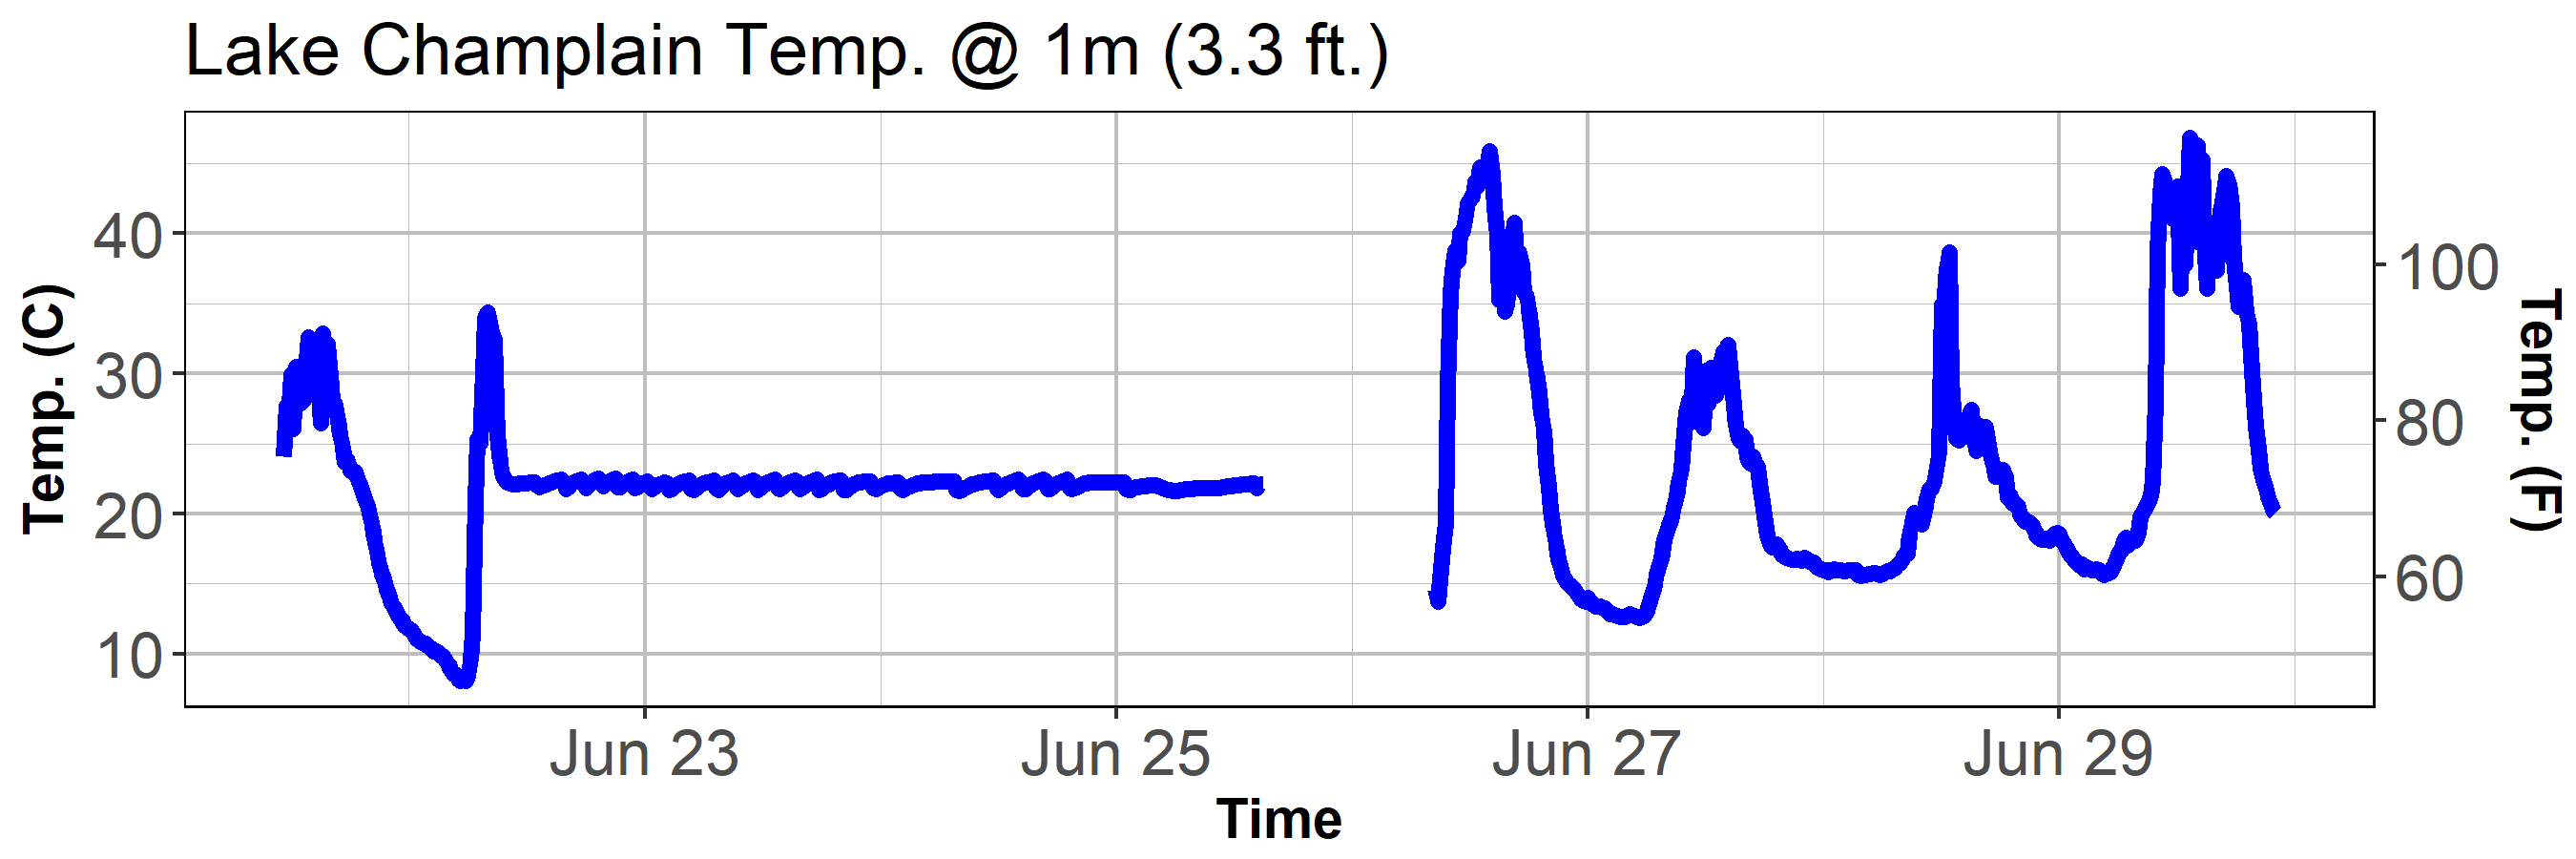 Lake Champlain Temp. @ 1m (3.3 ft.)
Temp. (C)
40
30
20
10
100
80
60
Temp. (F)
Jun 23
Jun 25
Jun 27
Jun 29
Time